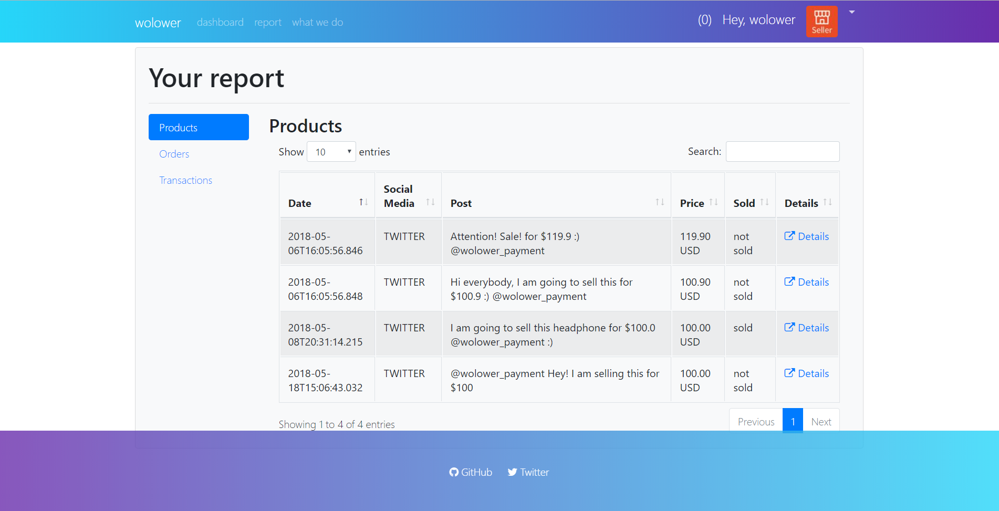 wolower dashboard report what we do (0) Hey, wolower Seller
Your report
Products
Orders
Transactions
Products
Show 10 entries Search:
Date Social Media Post Price Sold Details
2018-05-06T16:05:56.846 TWITTER Attention! Sale! for $119.9 :) @wolower_payment 119.90 USD not sold Details
2018-05-06T16:05:56.848 TWITTER Hi everybody, I am going to sell this for $100.9 :) @wolower_payment 100.90 USD not sold Details
2018-05-08T20:31:14.215 TWITTER I am going to sell this headphone for $100.0 @wolower_payment :) 100.00 USD sold Details
2018-05-18T15:06:43.032 TWITTER @wolower_payment Hey! I am selling this for $100 100.00 USD not sold Details
Showing 1 to 4 of 4 entries Previous 1 Next
GitHub Twitter